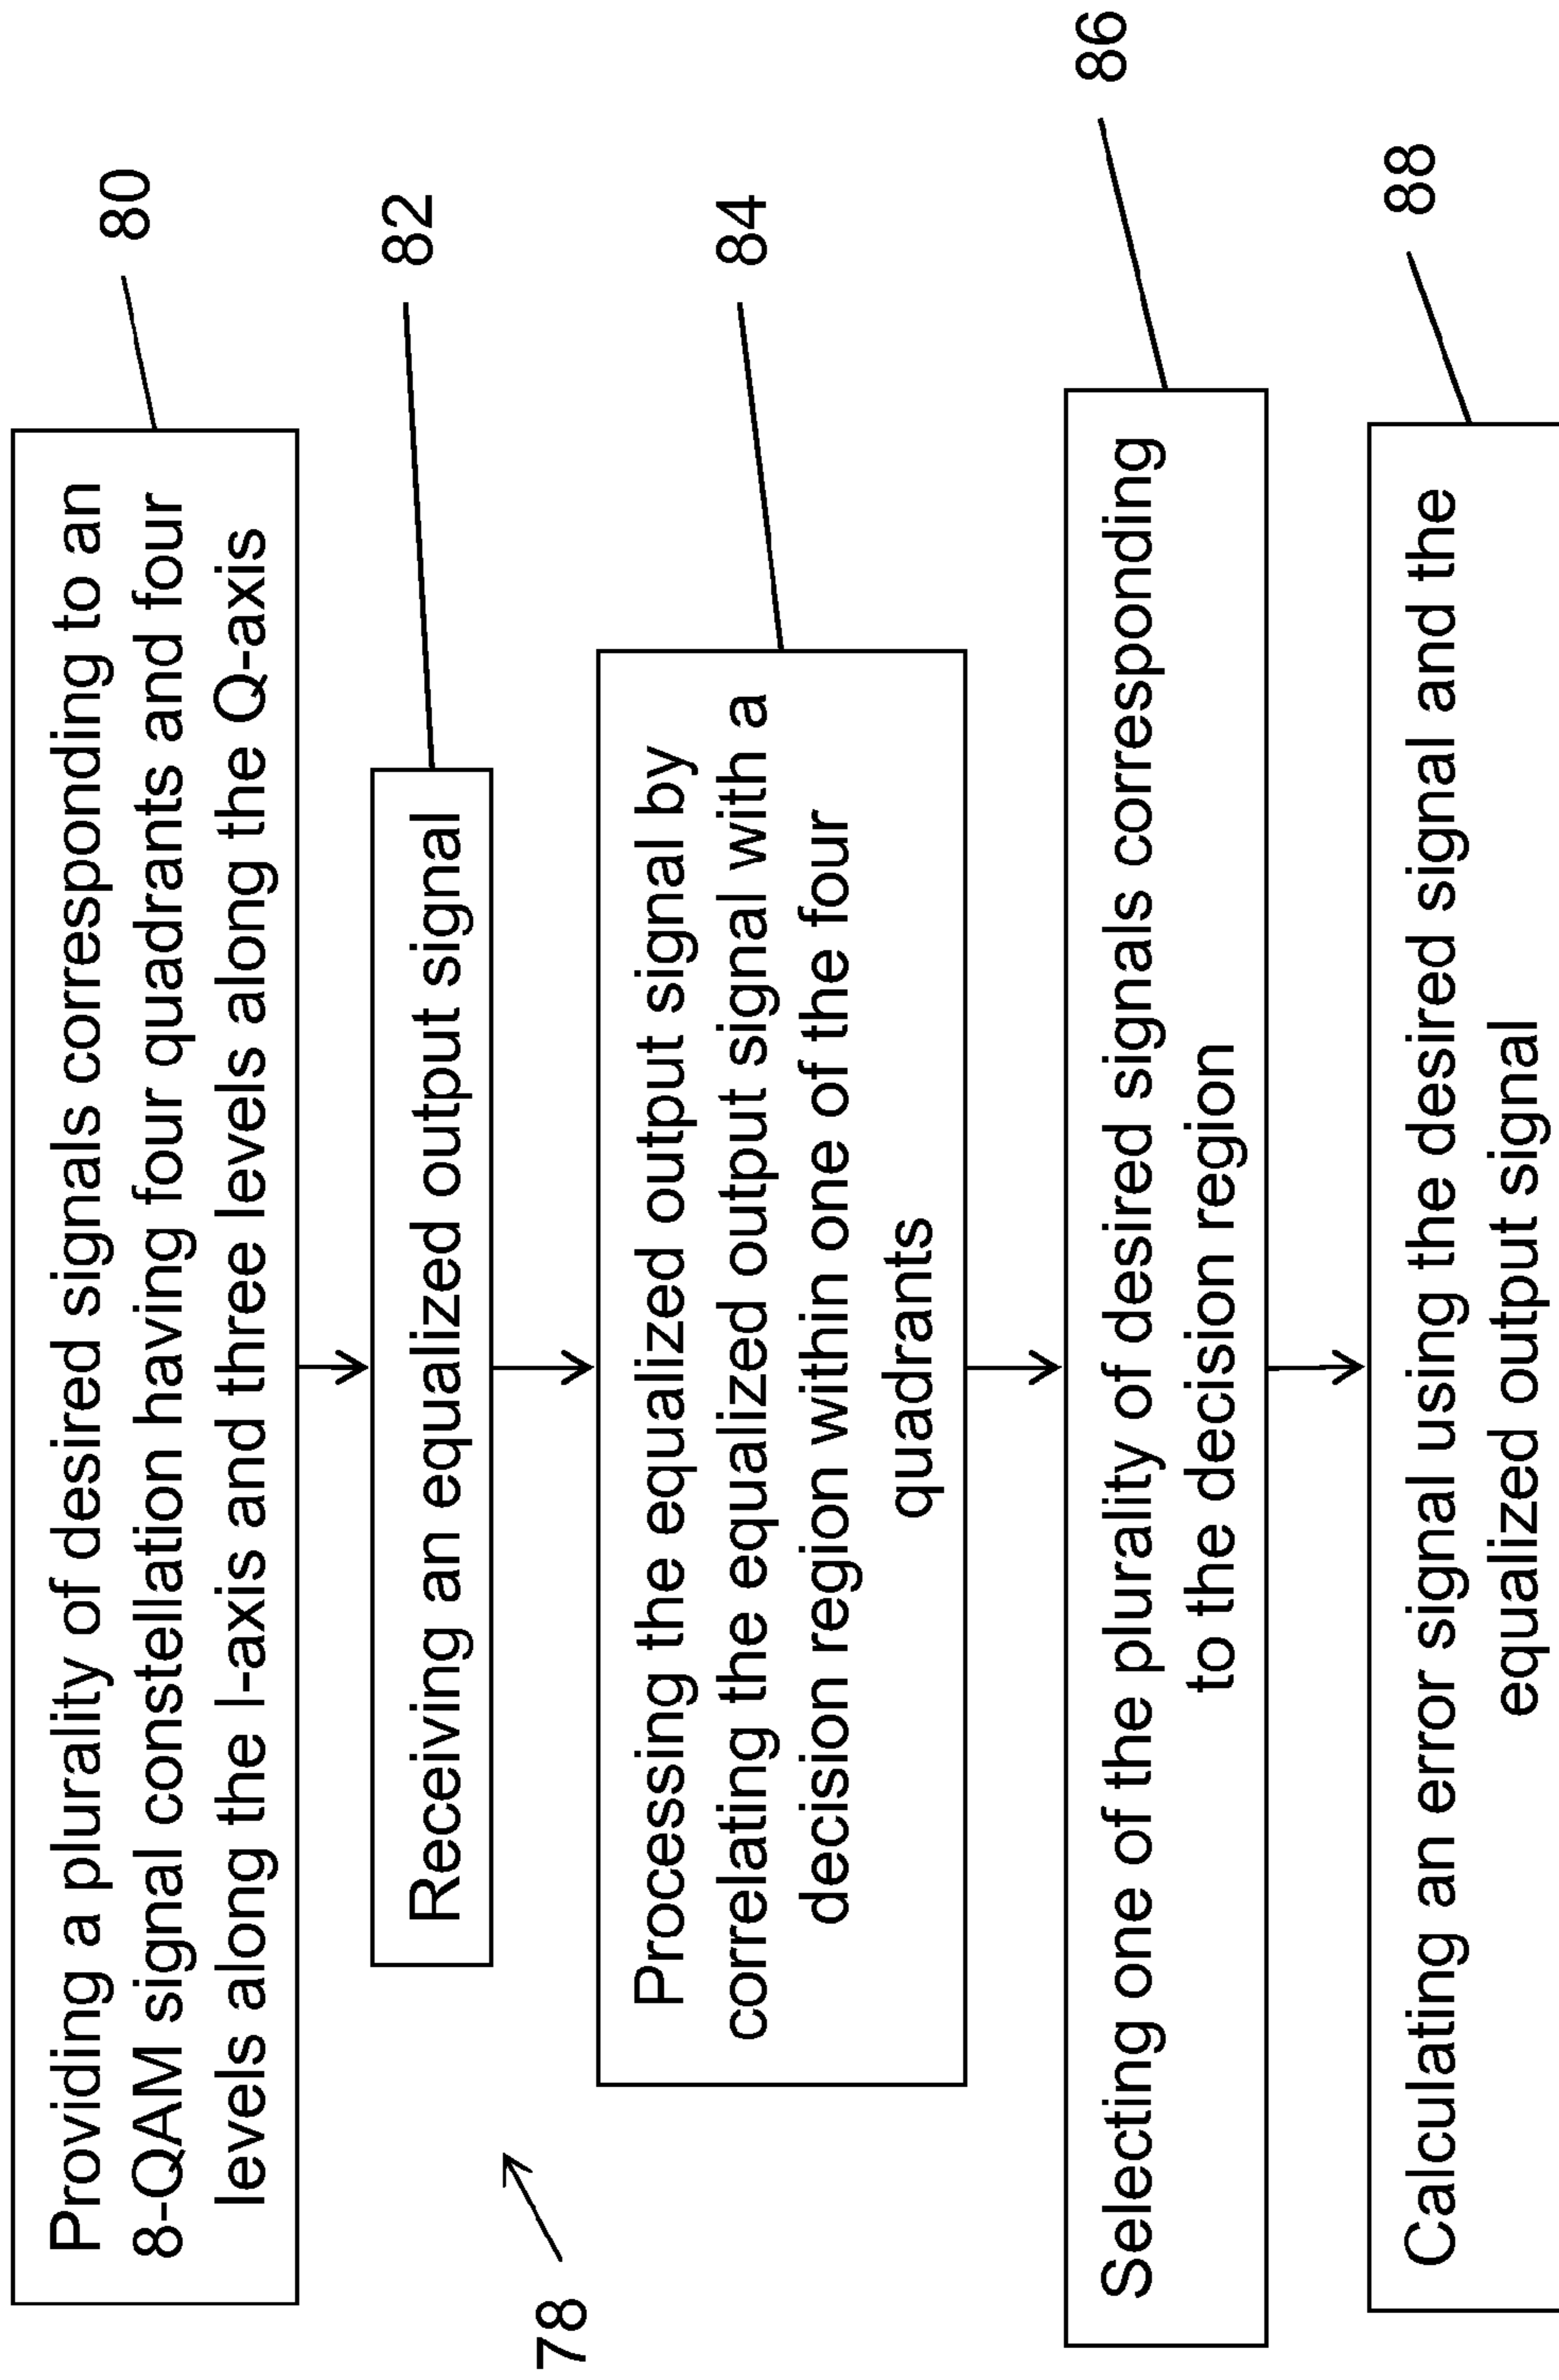 Providing a plurality of desired signals corresponding to an
8-QAM signal constellation having four quadrants and four
levels along the I-axis and three levels along the Q-axis
80
Receiving an equalized output signal
82
Processing the equalized output signal by
correlating the equalized output signal with a
decision region within one of the four
quadrants
84
Selecting one of the plurality of desired signals corresponding
to the decision region
86
Calculating an error signal using the desired signal and the
equalized output signal
88
78